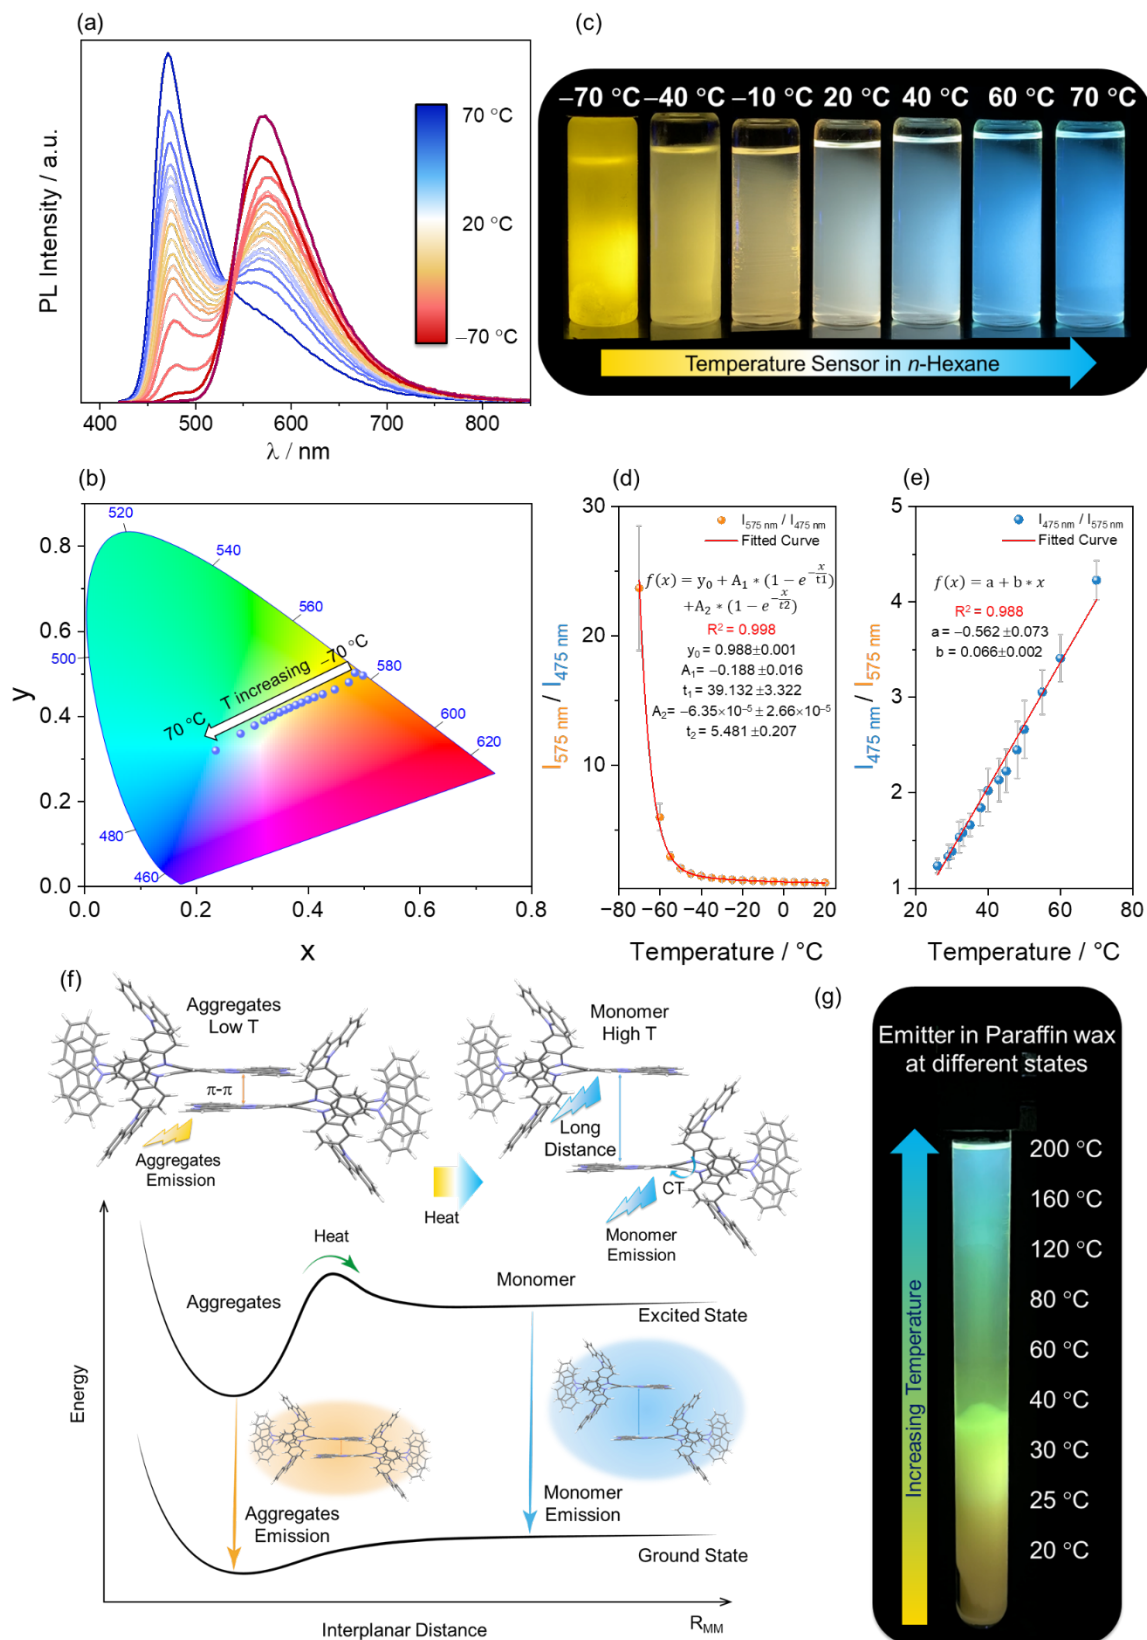 (a)
PL Intensity / a.u.
70 °C
20 °C
−70 °C
400
500
600
700
800
λ / nm
(c)
−70 °C −40 °C −10 °C 20 °C 40 °C 60 °C 70 °C
Temperature Sensor in n-Hexane
(b)
y
0.8
0.6
0.4
0.2
0.0
520
540
560
500
580
600
620
480
460
−70 °C
T increasing
70 °C
0.0
0.2
0.4
0.6
0.8
x
(d)
I575 nm / I475 nm
30
20
10
I575 nm / I475 nm
Fitted Curve
f(x) = y0 + A1 * (1 − e^−x/t1)
+A2 * (1 − e^−x/t2)
R² = 0.998
y0 = 0.988±0.001
A1= −0.188 ±0.016
t1= 39.132 ±3.322
A2= −6.35×10⁻⁵ ± 2.66×10⁻⁵
t2 = 5.481 ±0.207
−80 −60 −40 −20 0 20
Temperature / °C
(e)
I475 nm / I575 nm
5
4
3
2
1
I475 nm / I575 nm
Fitted Curve
f(x) = a + b * x
R² = 0.988
a = −0.562 ±0.073
b = 0.066±0.002
20
40
60
80
Temperature / °C
(f)
Aggregates
Low T
π-π
Aggregates
Emission
Heat
Monomer
High T
Long
Distance
CT
Monomer
Emission
Energy
Heat
Aggregates
Monomer
Excited State
Aggregates
Emission
Monomer
Emission
Ground State
Interplanar Distance
RMM
(g)
Emitter in Paraffin wax
at different states
Increasing Temperature
200 °C
160 °C
120 °C
80 °C
60 °C
40 °C
30 °C
25 °C
20 °C